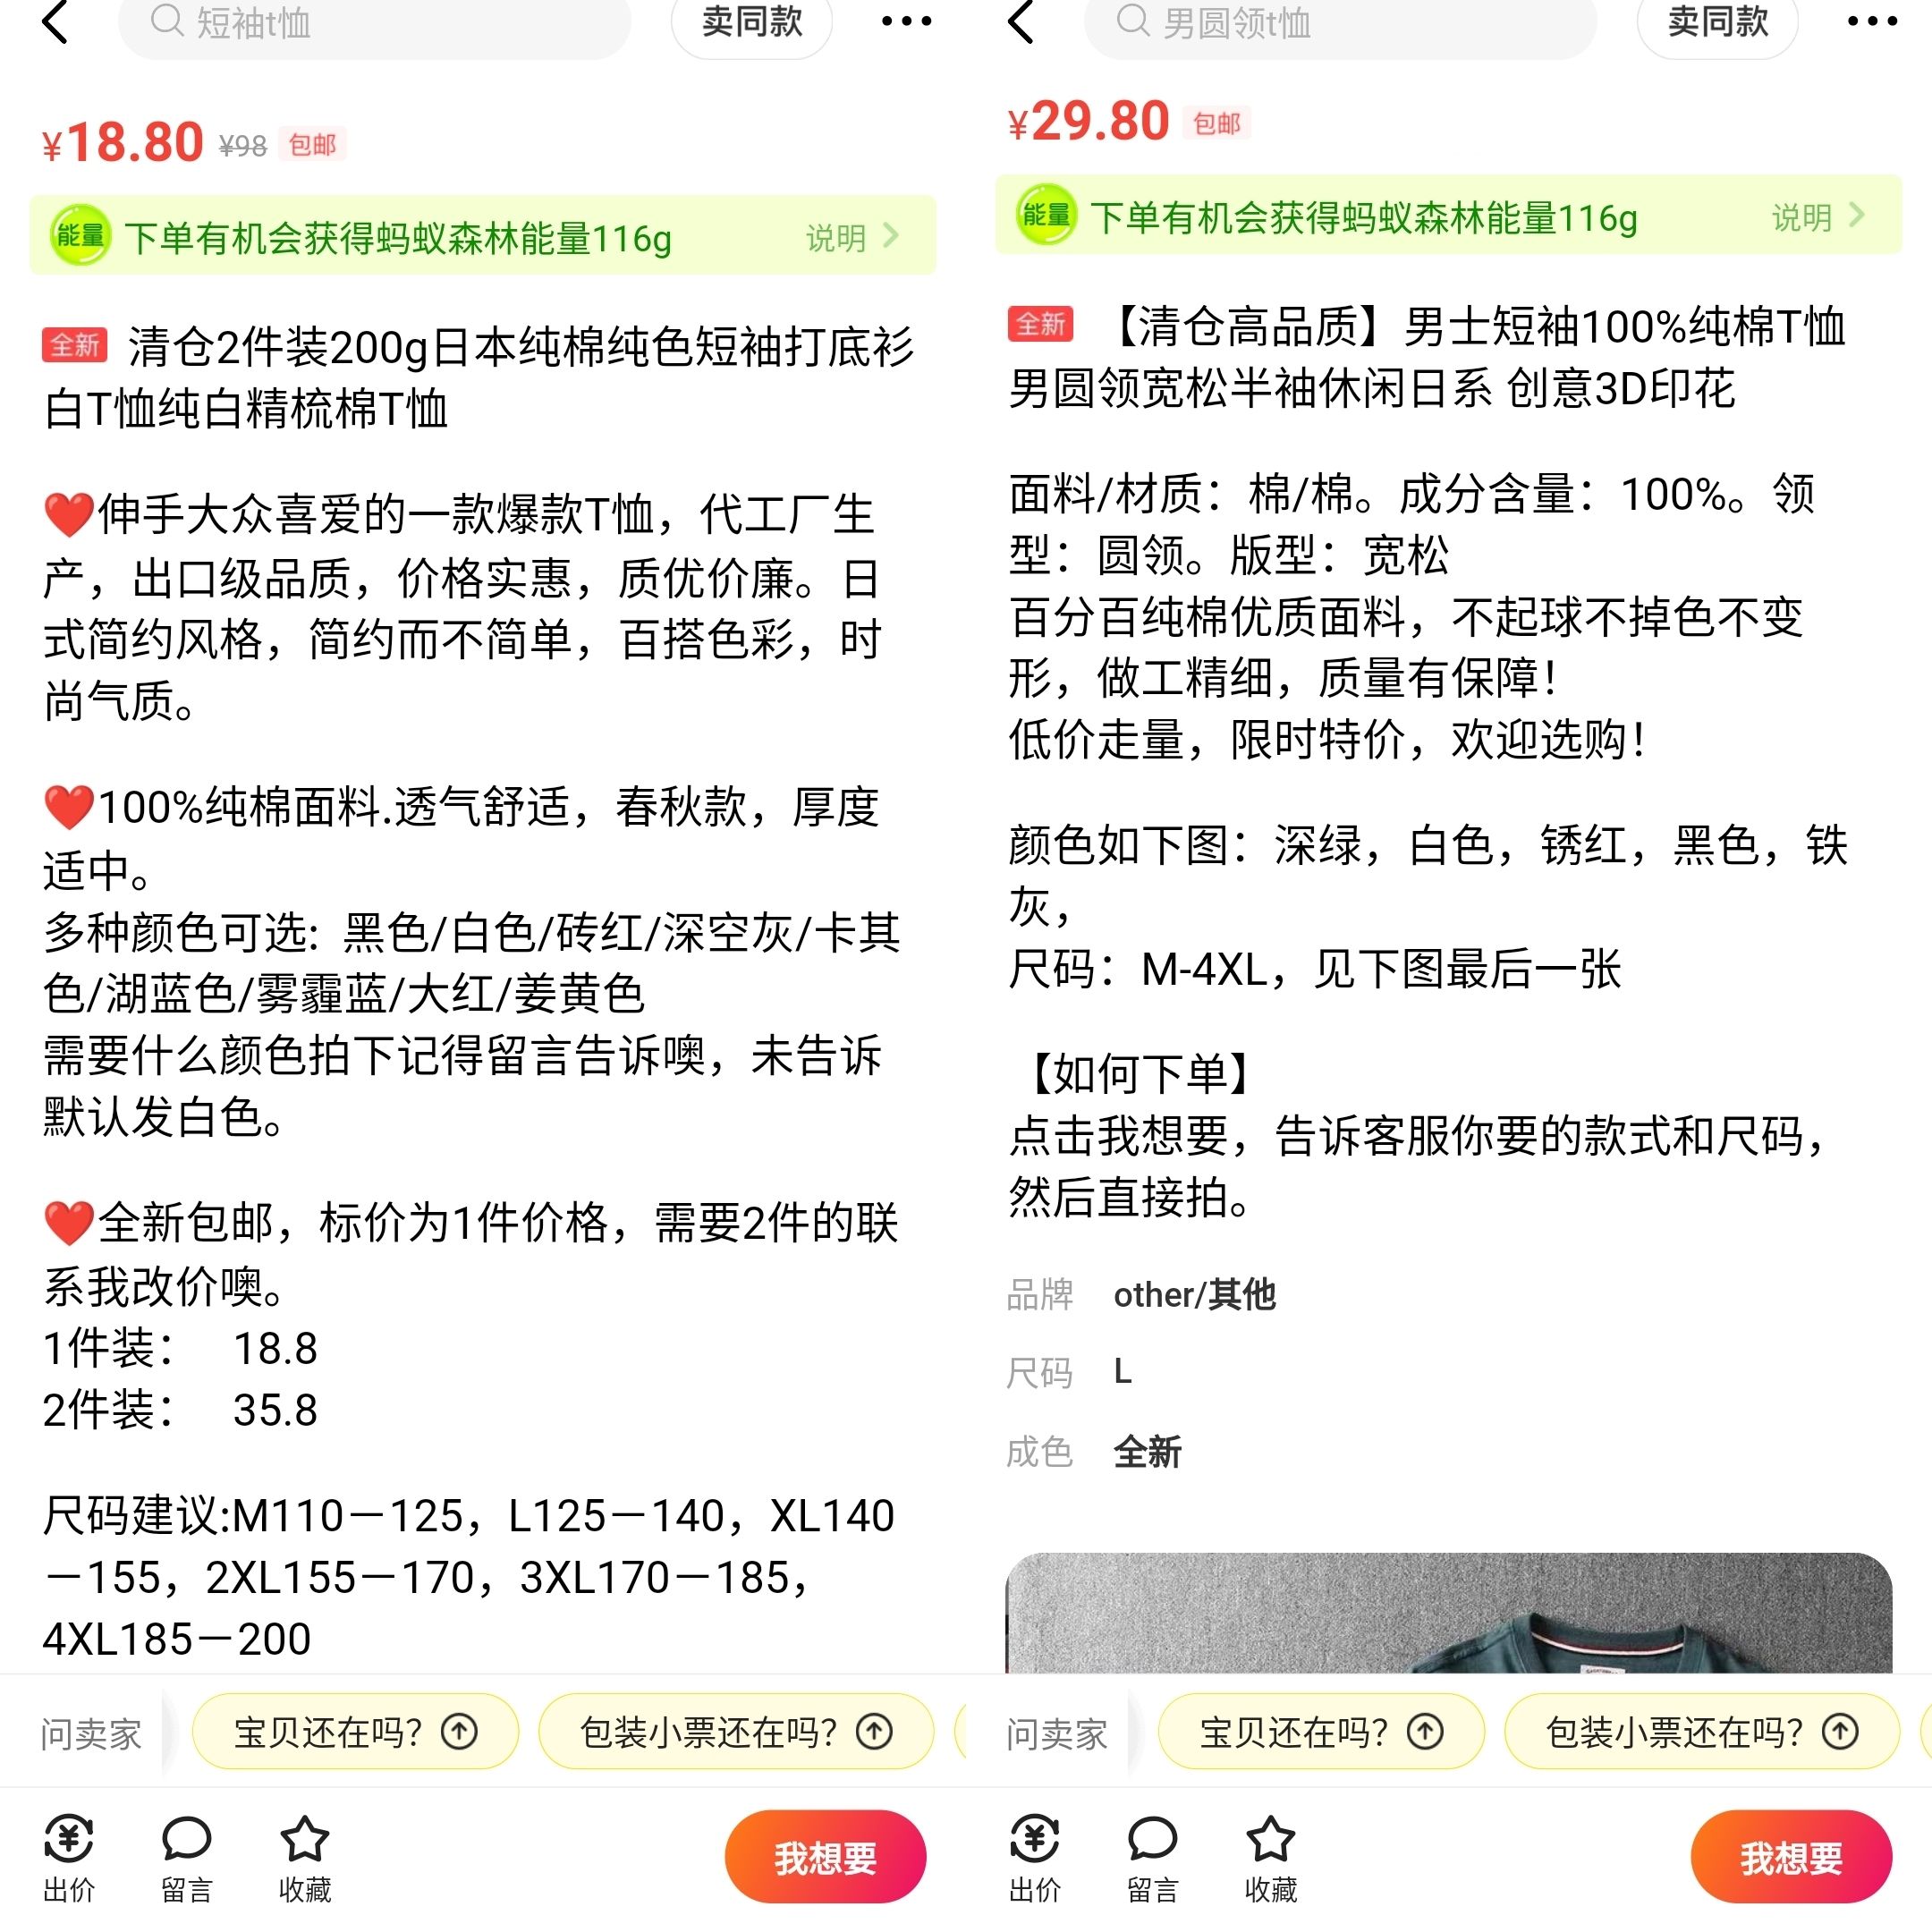 短袖t恤
卖同款
¥18.80 ¥98 包邮
能量 下单有机会获得蚂蚁森林能量116g 说明
全新 清仓2件装200g日本纯棉纯色短袖打底衫
白T恤纯白精梳棉T恤
❤️伸手大众喜爱的一款爆款T恤，代工厂生
产，出口级品质，价格实惠，质优价廉。日
式简约风格，简约而不简单，百搭色彩，时
尚气质。
❤️100%纯棉面料.透气舒适，春秋款，厚度
适中。
多种颜色可选：黑色/白色/砖红/深空灰/卡其
色/湖蓝色/雾霾蓝/大红/姜黄色
需要什么颜色拍下记得留言告诉噢，未告诉
默认发白色。
❤️全新包邮，标价为1件价格，需要2件的联
系我改价噢。
1件装： 18.8
2件装： 35.8
尺码建议:M110－125，L125－140，XL140
－155，2XL155－170，3XL170－185，
4XL185－200
问卖家 宝贝还在吗？ 包装小票还在吗？
出价 留言 收藏 我想要
男圆领t恤
卖同款
¥29.80 包邮
能量 下单有机会获得蚂蚁森林能量116g 说明
全新 【清仓高品质】男士短袖100%纯棉T恤
男圆领宽松半袖休闲日系 创意3D印花
面料/材质：棉/棉。成分含量：100%。领
型：圆领。版型：宽松
百分百纯棉优质面料，不起球不掉色不变
形，做工精细，质量有保障！
低价走量，限时特价，欢迎选购！
颜色如下图：深绿，白色，锈红，黑色，铁
灰，
尺码：M-4XL，见下图最后一张
【如何下单】
点击我想要，告诉客服你要的款式和尺码，
然后直接拍。
品牌 other/其他
尺码 L
成色 全新
问卖家 宝贝还在吗？ 包装小票还在吗？
出价 留言 收藏 我想要